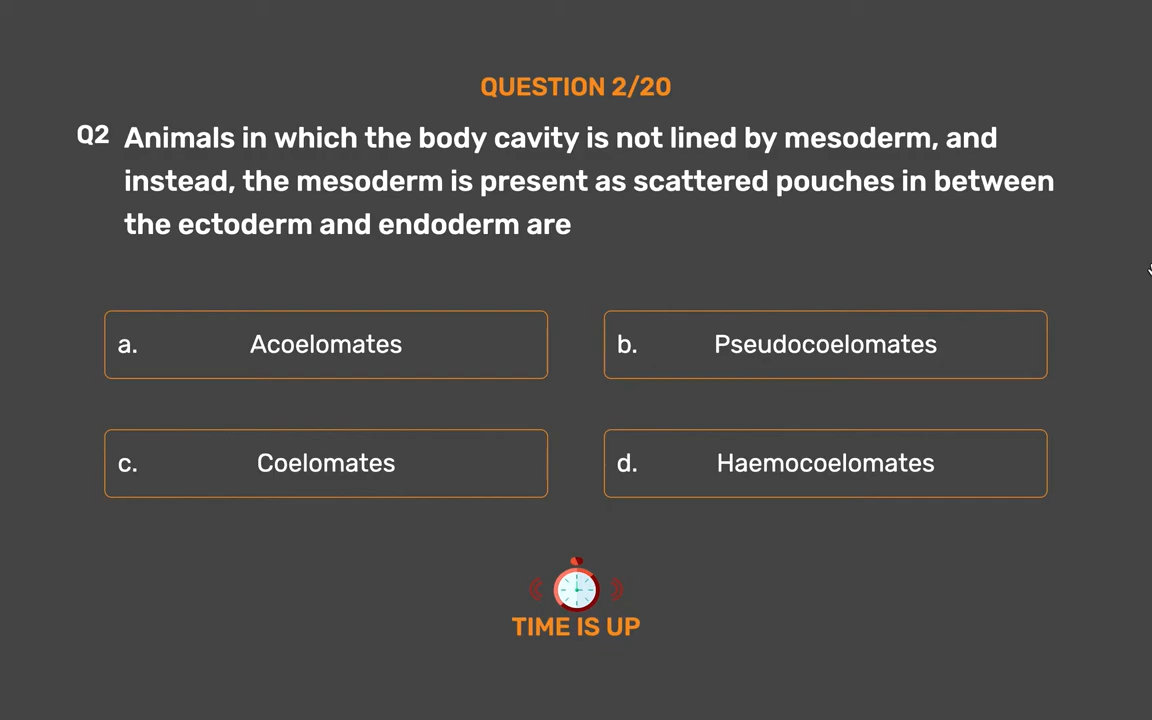 QUESTION 2/20
Q2 Animals in which the body cavity is not lined by mesoderm, and
instead, the mesoderm is present as scattered pouches in between
the ectoderm and endoderm are
a. Acoelomates
b. Pseudocoelomates
c. Coelomates
d. Haemocoelomates
TIME IS UP